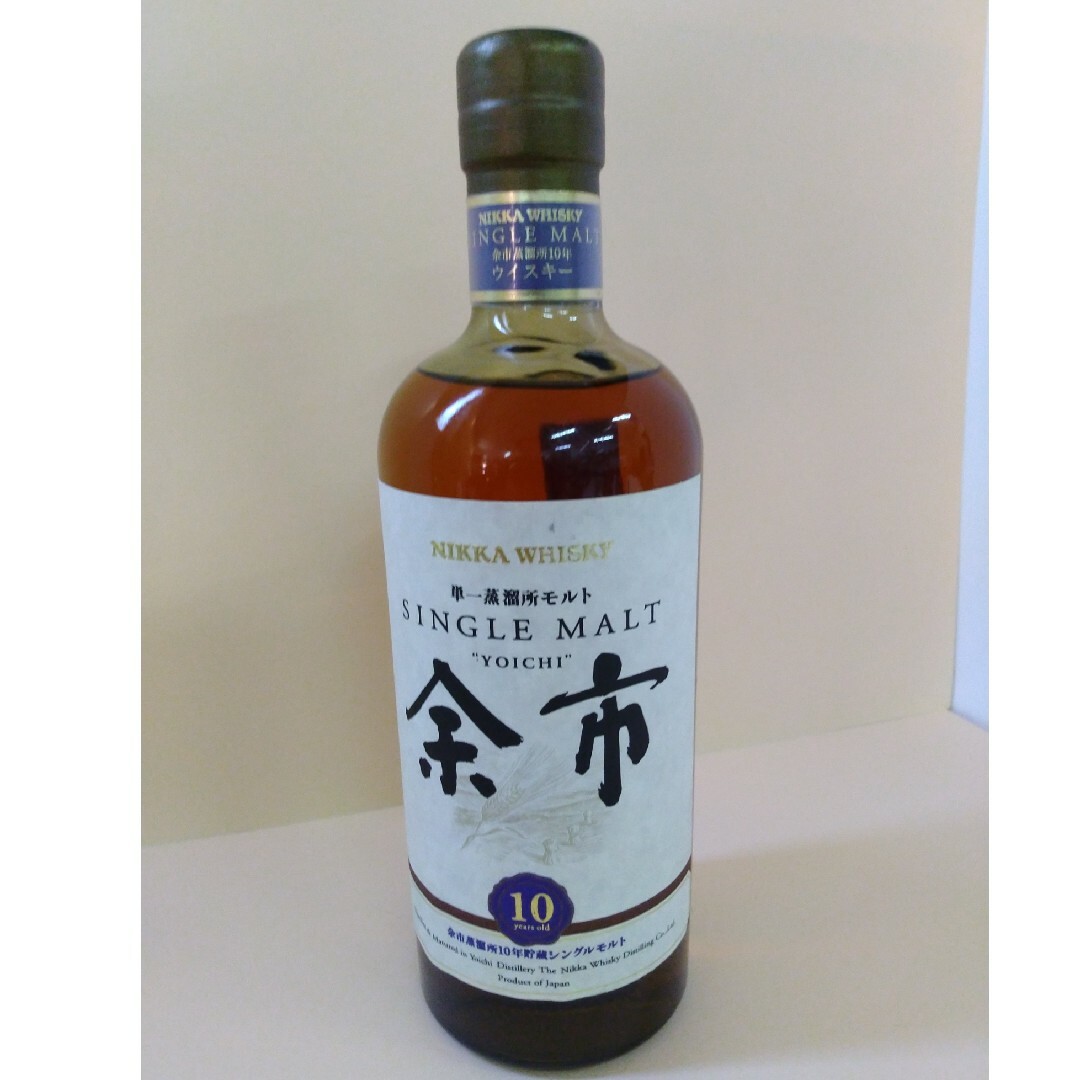 NIKKA WHISKY
SINGLE MALT
余市蒸溜所10年
ウイスキー
NIKKA WHISKY
単一蒸溜所モルト
SINGLE MALT
"YOICHI"
余市
10
years old
余市蒸溜所10年貯蔵シングルモルト
& Matured in Yoichi Distillery The Nikka Whisky Distilling Co.,Ltd.
Product of Japan